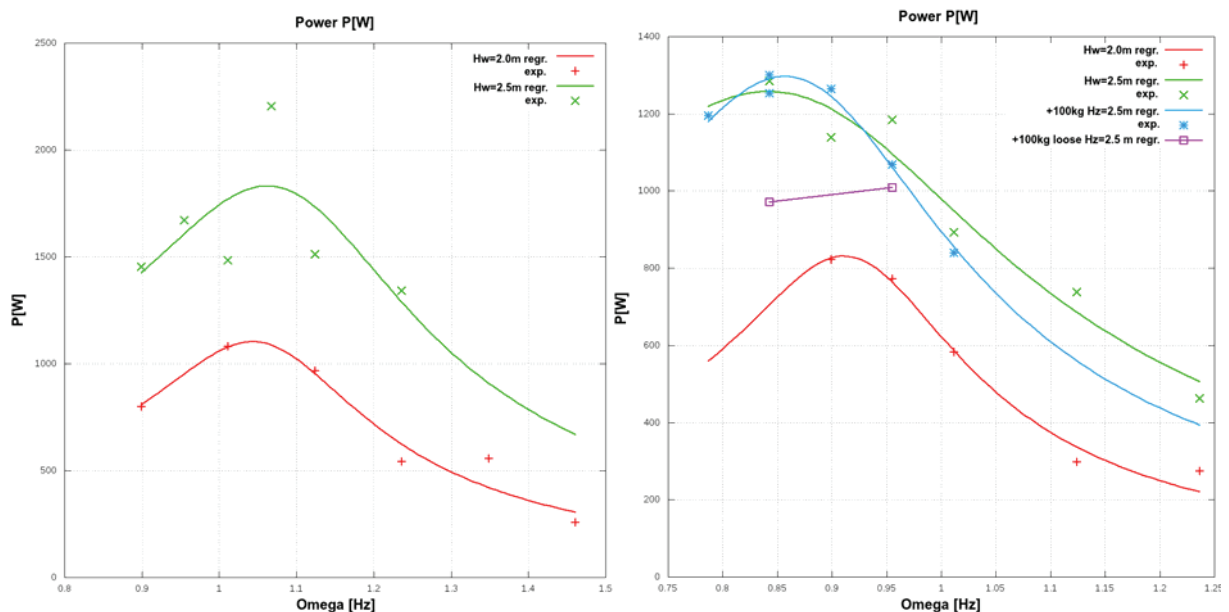 Power P[W]
2500
2000
1500
1000
500
0
P[W]
0.8
0.9
1
1.1
1.2
1.3
1.4
1.5
Omega [Hz]
Hw=2.0m regr.
exp.
Hw=2.5m regr.
exp.
Power P[W]
1400
1200
1000
800
600
400
200
0
P[W]
0.75
0.8
0.85
0.9
0.95
1
1.05
1.1
1.15
1.2
1.25
Omega [Hz]
Hw=2.0m regr.
exp.
Hw=2.5m regr.
exp.
+100kg Hz=2.5m regr.
exp.
+100kg loose Hz=2.5 m regr.